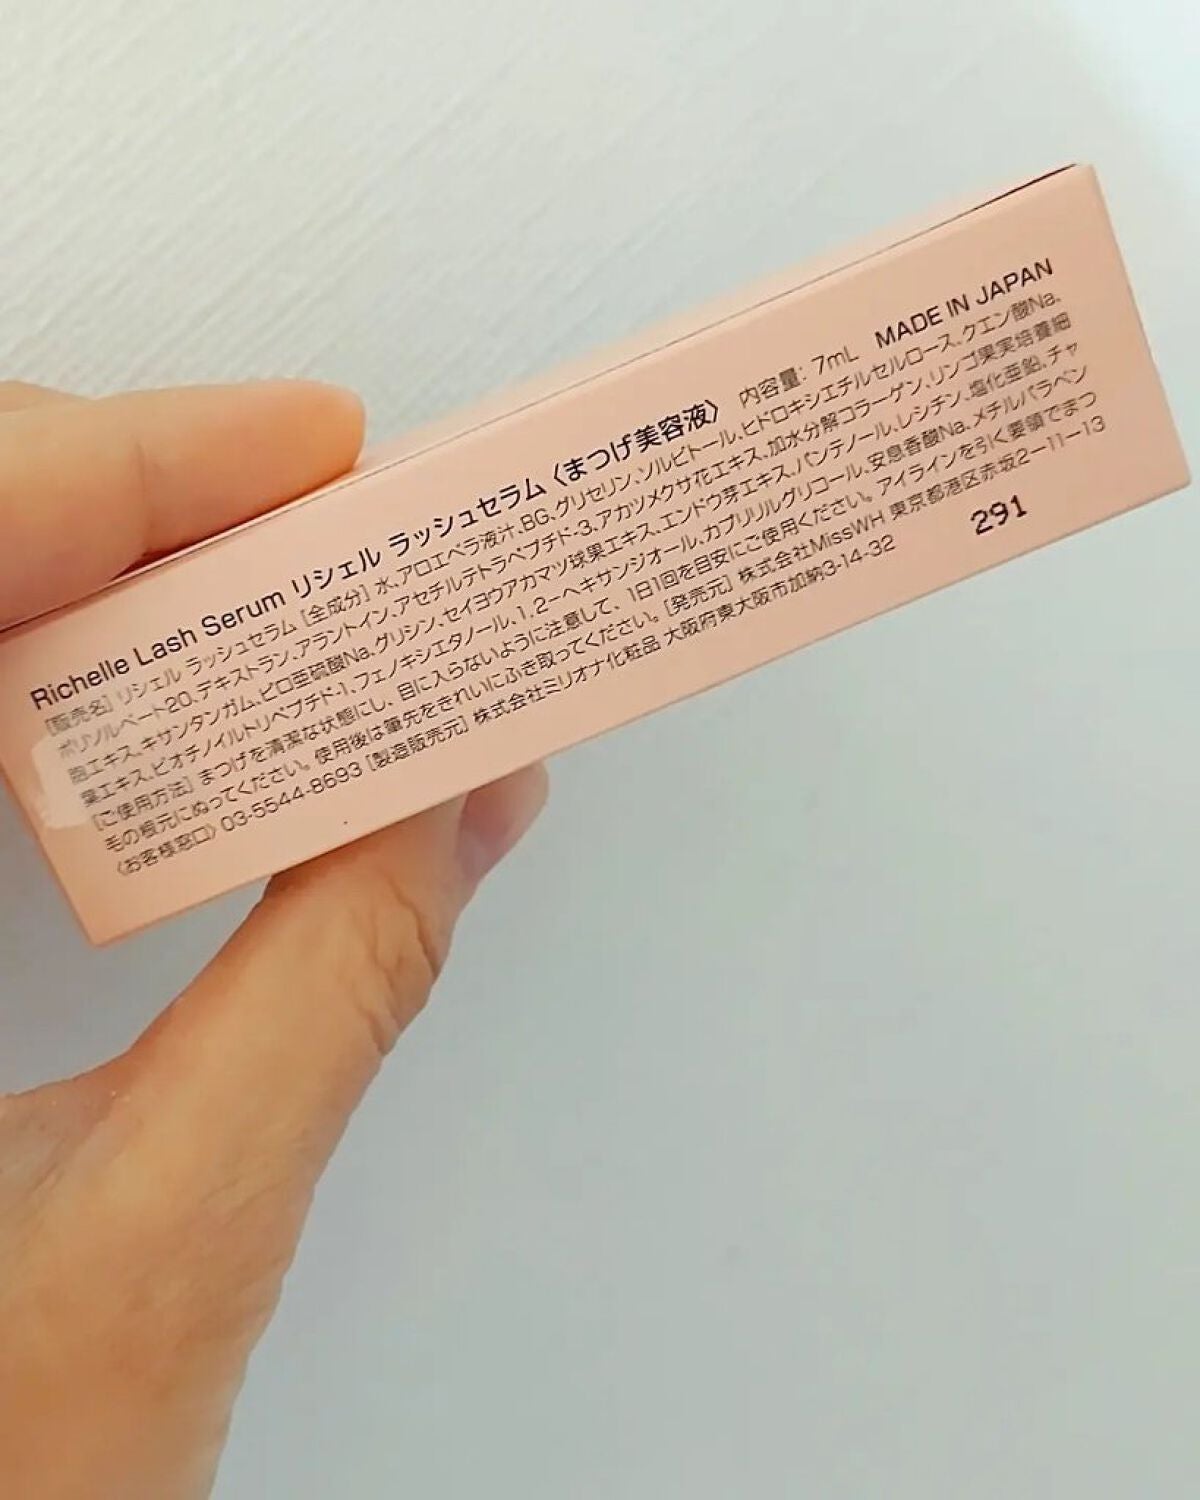 Richelle Lash Serum リシェル ラッシュセラム〈まつげ美容液〉 内容量: 7mL MADE IN JAPAN
[販売名] リシェル ラッシュセラム [全成分] 水、アロエベラ液汁、BG、グリセリン、ソルビトール、ヒドロキシエチルセルロース、クエン酸Na、
ポリソルベート20、デキストラン、アラントイン、アセチルテトラペプチド-3、アカツメクサ花エキス、加水分解コラーゲン、リンゴ果実培養細
胞エキス、キサンタンガム、ピロ亜硫酸Na、グリシン、セイヨウアカマツ球果エキス、エンドウ芽エキス、パンテノール、レシチン、塩化亜鉛、チャ
葉エキス、ビオチノイルトリペプチド-1、フェノキシエタノール、1,2-ヘキサンジオール、カプリリルグリコール、安息香酸Na、メチルパラベン
[ご使用方法] まつげを清潔な状態にし、目に入らないように注意して、1日1回を目安にご使用ください。アイラインを引く要領でまつ
毛の根元にぬってください。使用後は筆先をきれいにふき取ってください。[発売元] 株式会社MissWH 東京都港区赤坂2-11-13
〈お客様窓口〉03-5544-8693 [製造販売元] 株式会社ミリオナ化粧品 大阪府東大阪市加納3-14-32
291